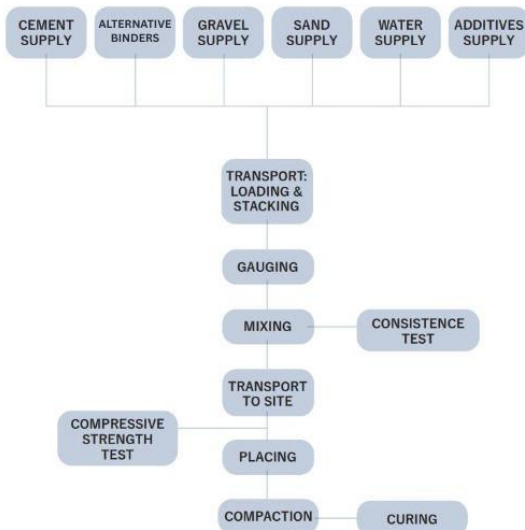 CEMENT
SUPPLY
ALTERNATIVE
BINDERS
GRAVEL
SUPPLY
SAND
SUPPLY
WATER
SUPPLY
ADDITIVES
SUPPLY
TRANSPORT:
LOADING &
STACKING
GAUGING
MIXING
CONSISTENCE
TEST
TRANSPORT
TO SITE
COMPRESSIVE
STRENGTH
TEST
PLACING
COMPACTION
CURING